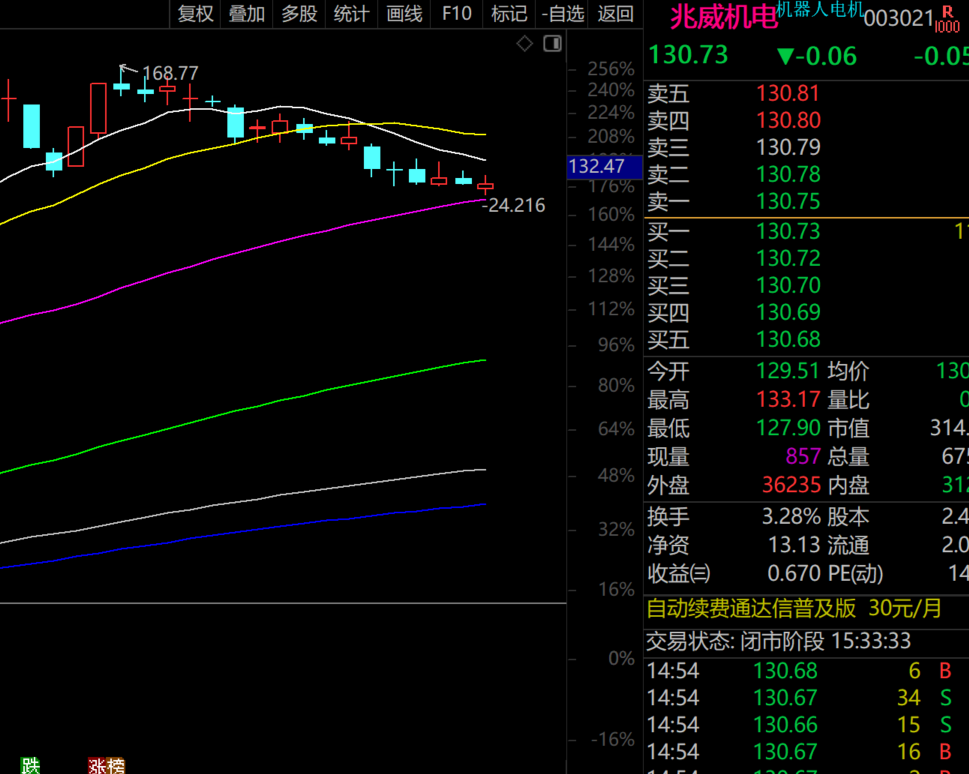 复权 叠加 多股 统计 画线 F10 标记 -自选 返回
兆威机电 机器人电机 003021 R 1000
130.73 ▼-0.06 -0.05
168.77
-24.216
256%
240%
224%
208%
132.47
176%
160%
144%
128%
112%
96%
80%
64%
48%
32%
16%
0%
-16%
卖五 130.81
卖四 130.80
卖三 130.79
卖二 130.78
卖一 130.75
买一 130.73 11
买二 130.72
买三 130.70
买四 130.69
买五 130.68
今开 129.51 均价 130
最高 133.17 量比 0
最低 127.90 市值 314.
现量 857 总量 675
外盘 36235 内盘 312
换手 3.28% 股本 2.4
净资 13.13 流通 2.0
收益㈢ 0.670 PE(动) 14
自动续费通达信普及版 30元/月
交易状态: 闭市阶段 15:33:33
14:54 130.68 6 B
14:54 130.67 34 S
14:54 130.66 15 S
14:54 130.67 16 B
跌 涨 榜